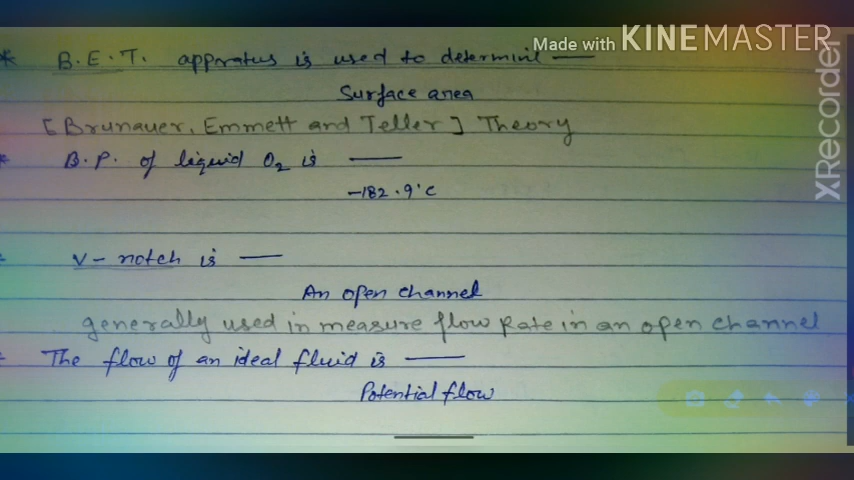 Made with KINEMASTER
XRecorder
* B.E.T. apparatus is used to determine —
Surface area
[Brunauer, Emmett and Teller] Theory
* B.P. of liquid O₂ is —
-182.9°C
* V-notch is —
An open channel
generally used in measure flow Rate in an open channel
* The flow of an ideal fluid is —
Potential flow